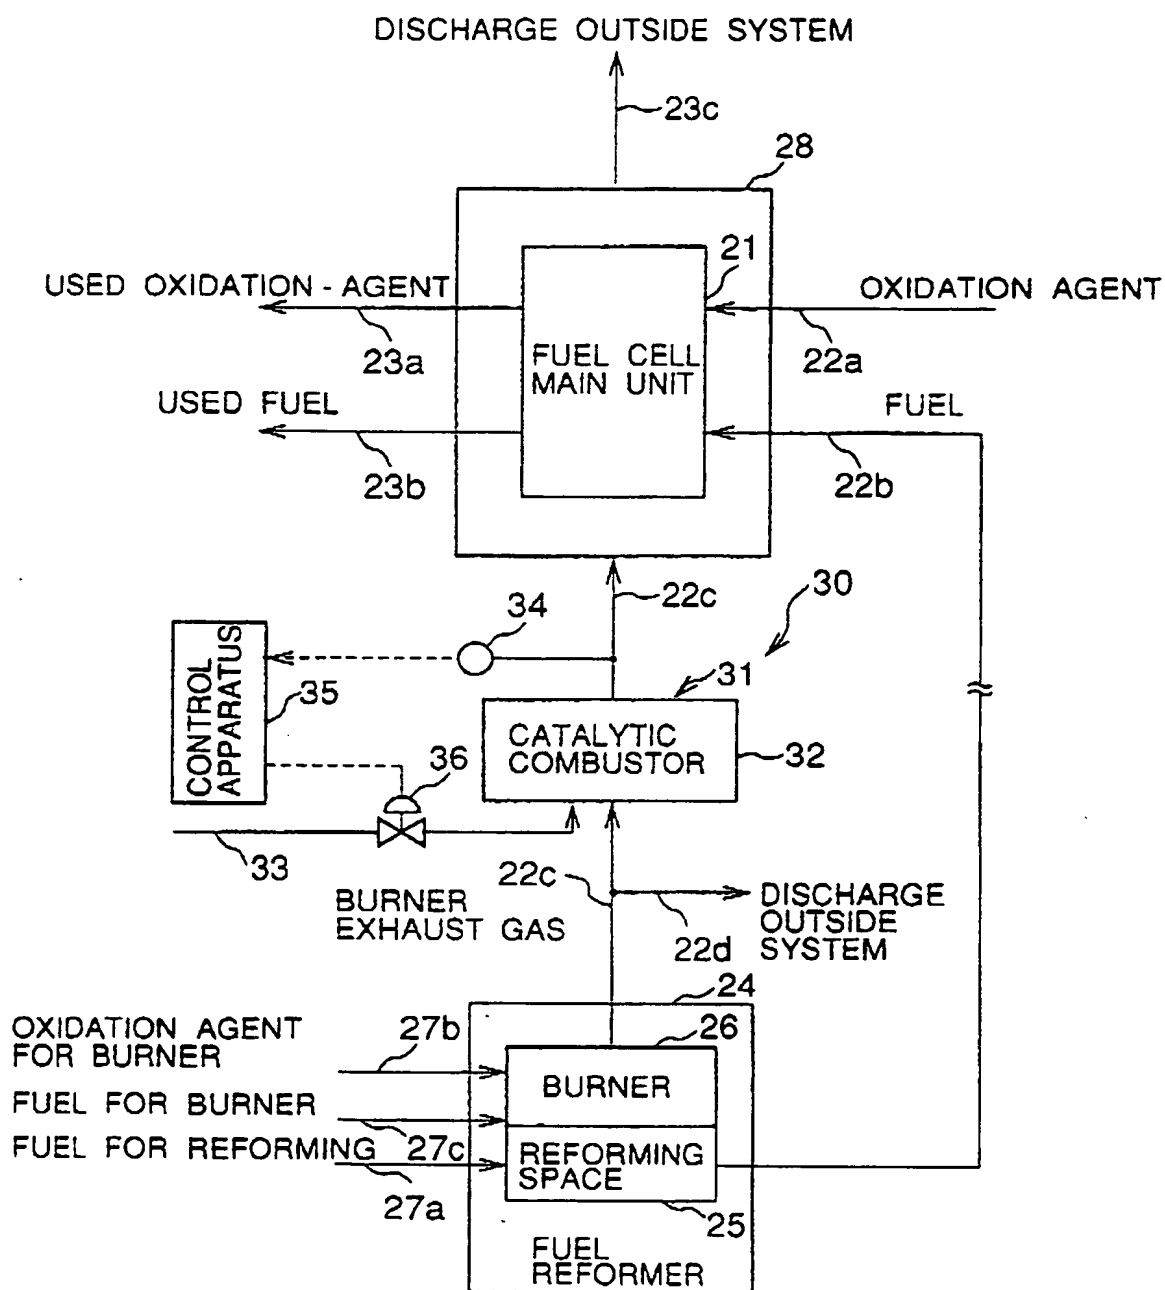 DISCHARGE OUTSIDE SYSTEM
23c
28
21
USED OXIDATION - AGENT
OXIDATION AGENT
23a
FUEL CELL
MAIN UNIT
22a
USED FUEL
FUEL
23b
22b
22c
30
34
CONTROL
APPARATUS
35
31
CATALYTIC
COMBUSTOR
32
36
33
22c
BURNER
EXHAUST GAS
22d
DISCHARGE
OUTSIDE
SYSTEM
24
OXIDATION AGENT
FOR BURNER
27b
26
BURNER
FUEL FOR BURNER
27c
FUEL FOR REFORMING
REFORMING
SPACE
27a
25
FUEL
REFORMER